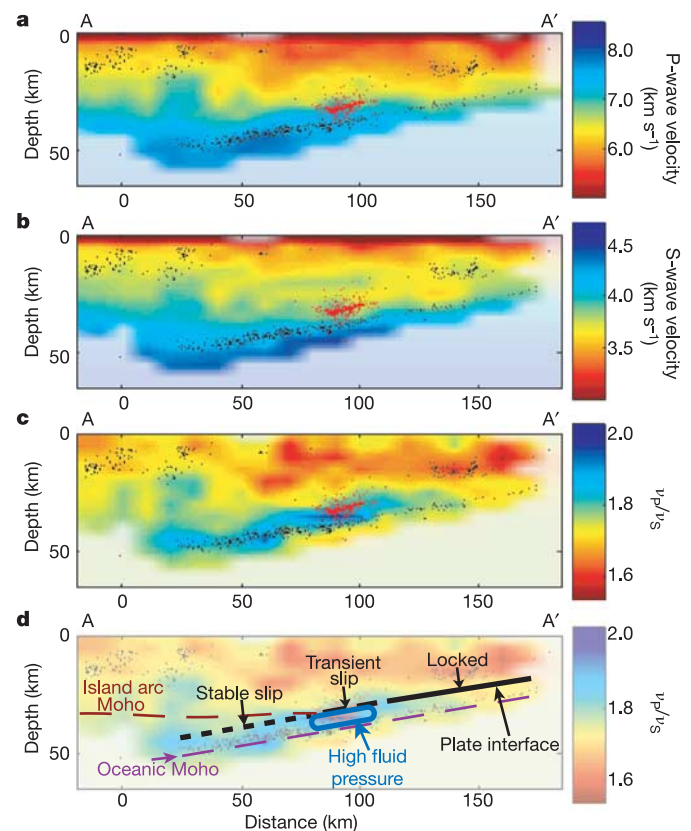 a
A
A′
0
50
Depth (km)
0
50
100
150
8.0
7.0
6.0
P-wave velocity
(km s⁻¹)
b
A
A′
0
50
Depth (km)
0
50
100
150
4.5
4.0
3.5
S-wave velocity
(km s⁻¹)
c
A
A′
0
50
Depth (km)
0
50
100
150
2.0
1.8
1.6
νP/νS
d
A
A′
0
50
Depth (km)
Island arc
Moho
Stable slip
Transient
slip
Locked
Plate interface
High fluid
pressure
Oceanic Moho
0
50
100
150
Distance (km)
2.0
1.8
1.6
νP/νS